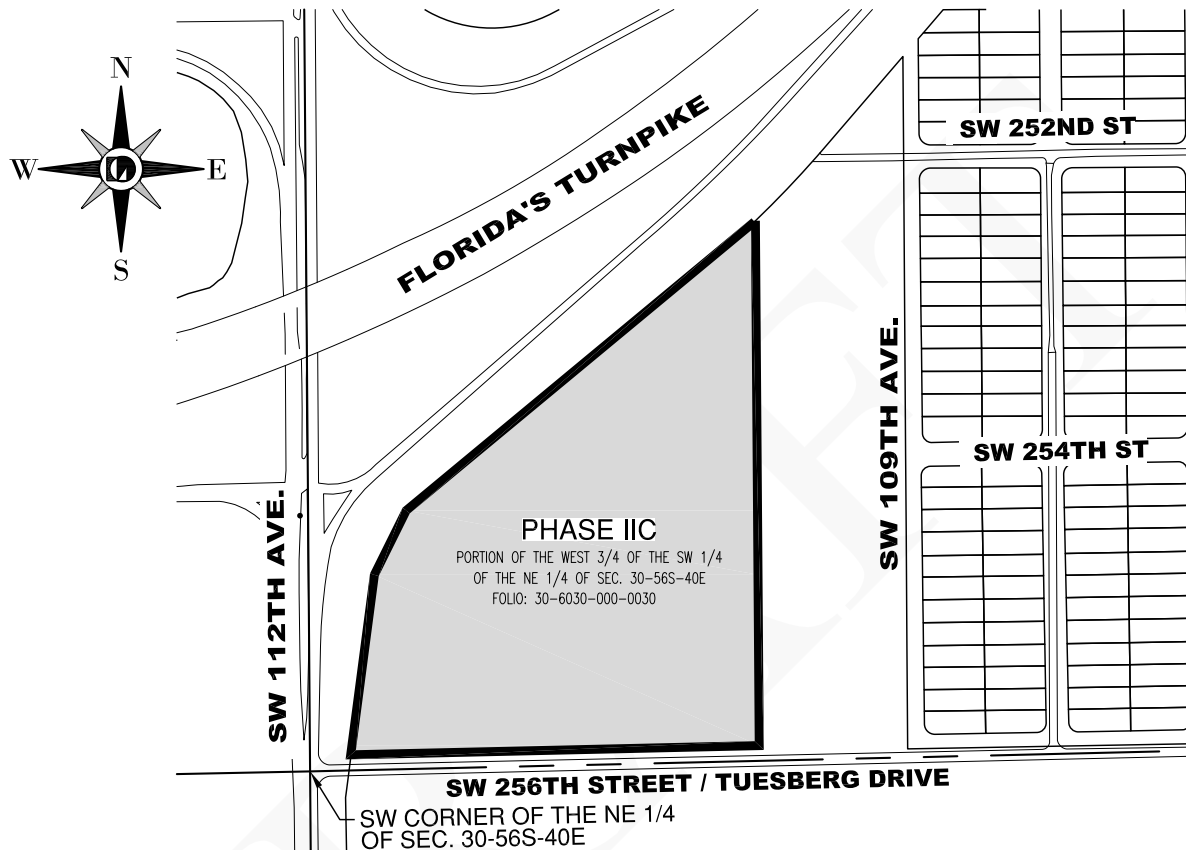 N
W
E
S
FLORIDA'S TURNPIKE
SW 252ND ST
SW 109TH AVE.
SW 254TH ST
SW 112TH AVE.
PHASE IIC
PORTION OF THE WEST 3/4 OF THE SW 1/4
OF THE NE 1/4 OF SEC. 30-56S-40E
FOLIO: 30-6030-000-0030
SW 256TH STREET / TUESBERG DRIVE
SW CORNER OF THE NE 1/4
OF SEC. 30-56S-40E